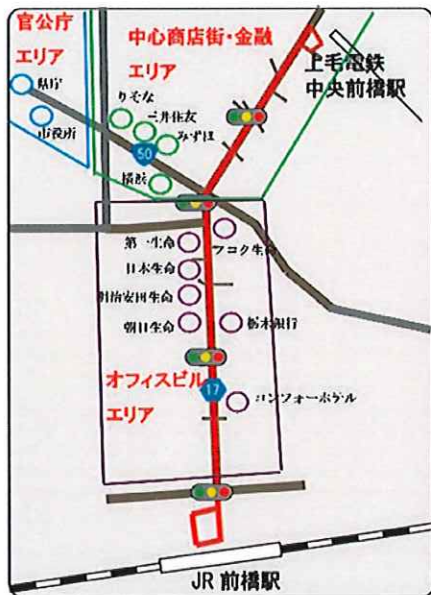 官公庁
エリア
中心商店街・金融
エリア
上毛電鉄
中央前橋駅
県庁
市役所
りそな
三井住友
みずほ
50
横浜
第一生命
フコク生命
日本生命
明治安田生命
朝日生命
栃木銀行
オフィスビル
エリア
17
コンフォーホテル
JR 前橋駅